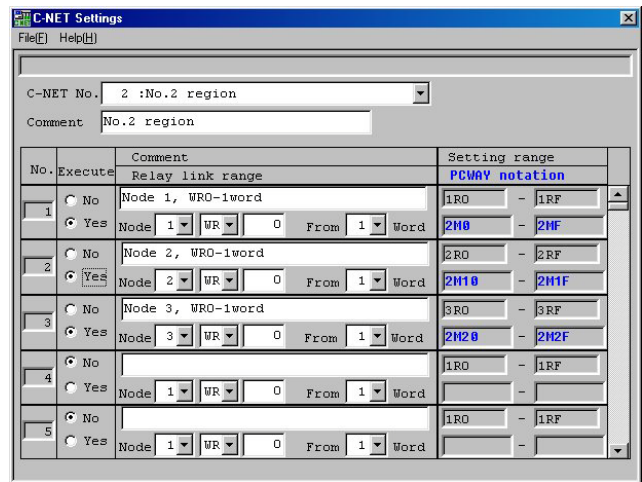 C-NET Settings
File(F) Help(H)
C-NET No. 2 :No.2 region
Comment No.2 region
No. Execute Comment Setting range
Relay link range PCWAY notation
1 No Node 1, WR0-1word 1R0 - 1RF
Yes Node 1 WR 0 From 1 Word 2M0 - 2MF
2 No Node 2, WR0-1word 2R0 - 2RF
Yes Node 2 WR 0 From 1 Word 2M10 - 2M1F
3 No Node 3, WR0-1word 3R0 - 3RF
Yes Node 3 WR 0 From 1 Word 2M20 - 2M2F
4 No 1R0 - 1RF
Yes Node 1 WR 0 From 1 Word -
5 No 1R0 - 1RF
Yes Node 1 WR 0 From 1 Word -